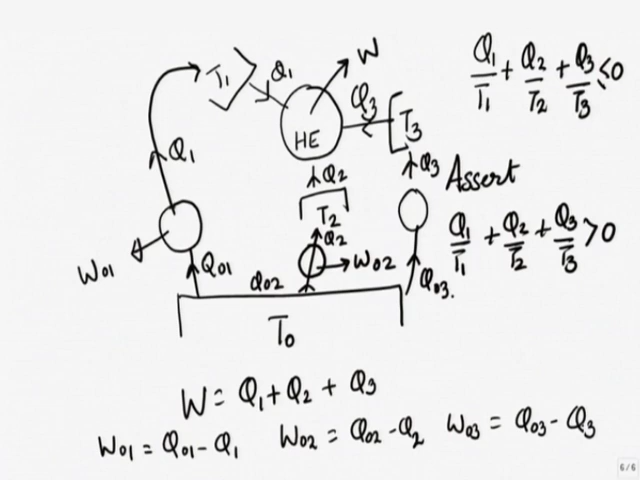 W
Q₁/T₁ + Q₂/T₂ + Q₃/T₃ ≤ 0
T₁
Q₁
Q₃
HE
T₃
Q₁
Q₂
Q₃
Assert
T₂
Q₁/T₁ + Q₂/T₂ + Q₃/T₃ > 0
Q₂
W₀₁
Q₀₁
W₀₂
Q₀₂
Q₀₃.
T₀
W = Q₁ + Q₂ + Q₃
W₀₁ = Q₀₁ - Q₁ W₀₂ = Q₀₂ - Q₂ W₀₃ = Q₀₃ - Q₃
6/6